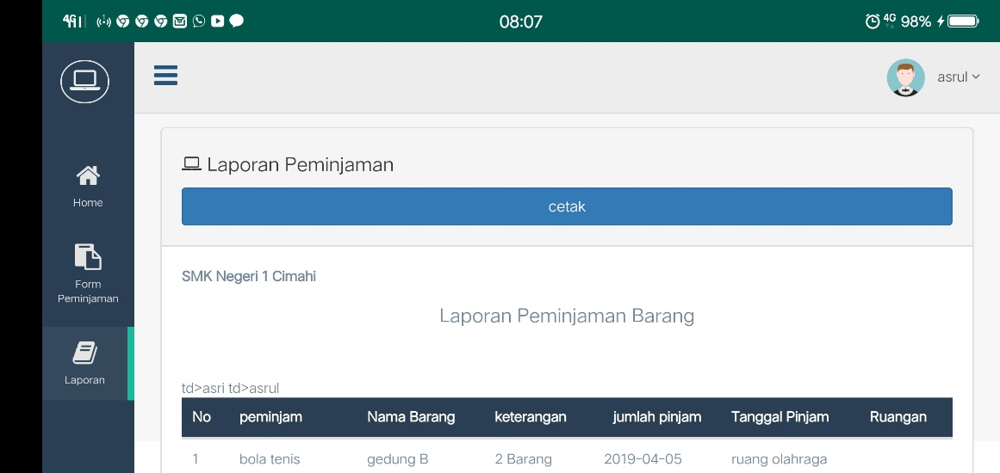 4G 08:07 4G 98%
asrul
Home
Form
Peminjaman
Laporan
Laporan Peminjaman
cetak
SMK Negeri 1 Cimahi
Laporan Peminjaman Barang
td>asri td>asrul
No peminjam Nama Barang keterangan jumlah pinjam Tanggal Pinjam Ruangan
1 bola tenis gedung B 2 Barang 2019-04-05 ruang olahraga